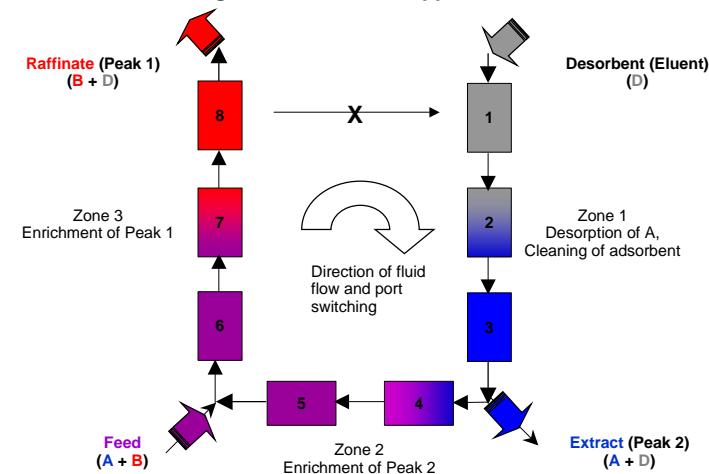 Raffinate (Peak 1)
(B + D)
Desorbent (Eluent)
(D)
8
X
1
Zone 3
Enrichment of Peak 1
7
2
Zone 1
Desorption of A,
Cleaning of adsorbent
Direction of fluid
flow and port
switching
6
3
5
4
Feed
(A + B)
Zone 2
Enrichment of Peak 2
Extract (Peak 2)
(A + D)